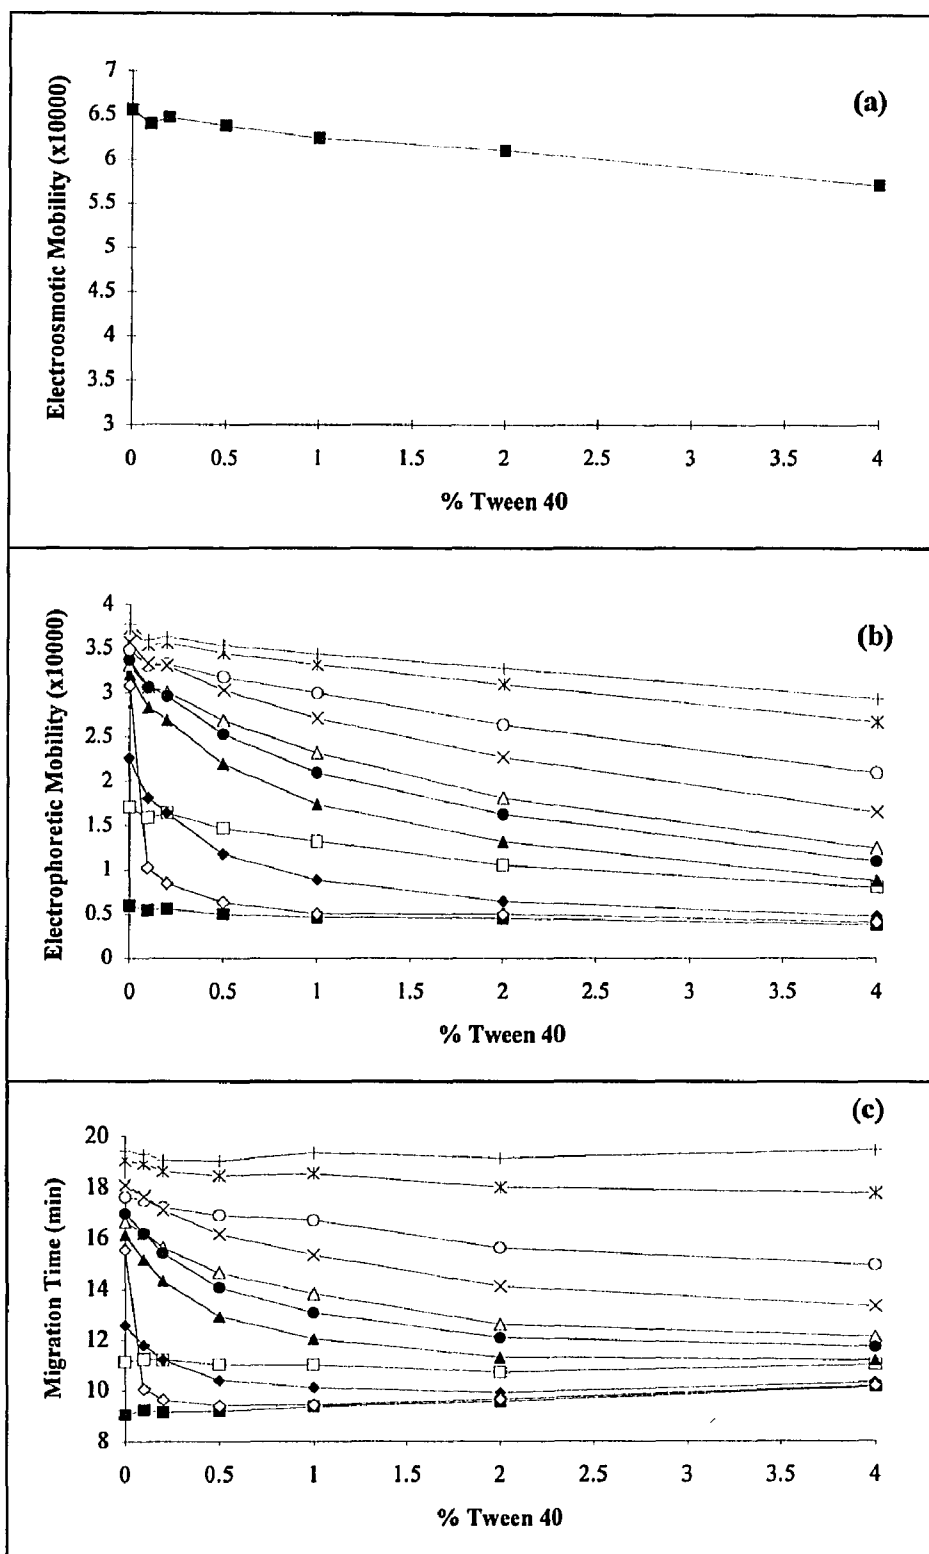 (a)
Electroosmotic Mobility (x10000)
7
6.5
6
5.5
5
4.5
4
3.5
3
0 0.5 1 1.5 2 2.5 3 3.5 4
% Tween 40
(b)
Electrophoretic Mobility (x10000)
4
3.5
3
2.5
2
1.5
1
0.5
0
0 0.5 1 1.5 2 2.5 3 3.5 4
% Tween 40
(c)
Migration Time (min)
20
18
16
14
12
10
8
0 0.5 1 1.5 2 2.5 3 3.5 4
% Tween 40